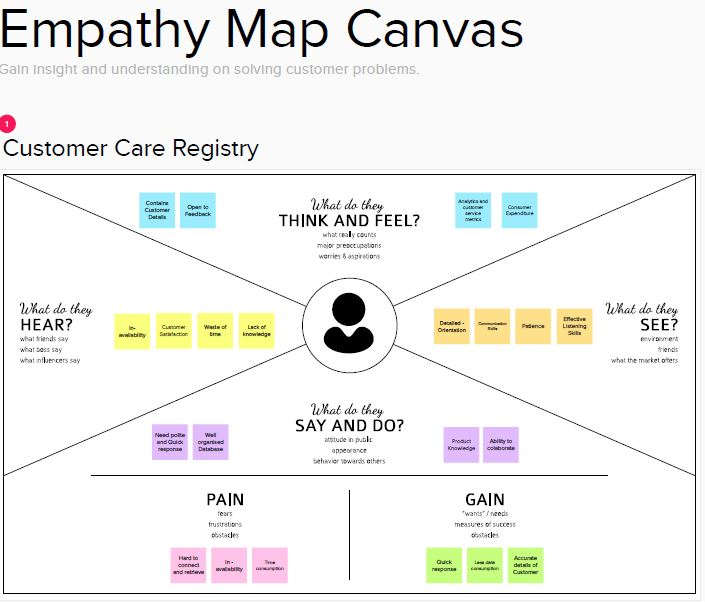 Empathy Map Canvas
Gain insight and understanding on solving customer problems.
1
Customer Care Registry
Contains
Customer
Details
Open to
Feedback
What do they
THINK AND FEEL?
what really counts
major preoccupations
worries & aspirations
Analytics and
customer
service
metrics
Consumer
Expenditure
What do they
HEAR?
what friends say
what boss say
what influencers say
In-
availability
Customer
Satisfaction
Waste of
time
Lack of
knowledge
Detailed -
Orientation
Communication
Skills
Patience
Effective
Listening
Skills
What do they
SEE?
environment
friends
what the market offers
Need polite
and Quick
response
Well
organised
Database
What do they
SAY AND DO?
attitude in public
appearance
behavior towards others
Product
Knowledge
Ability to
colaborate
PAIN
fears
frustrations
obstacles
Hard to
connect
and retrieve
In -
availability
Time
consumption
GAIN
"wants" / needs
measures of success
obstacles
Quick
response
Less data
consumption
Accurate
details of
Customer